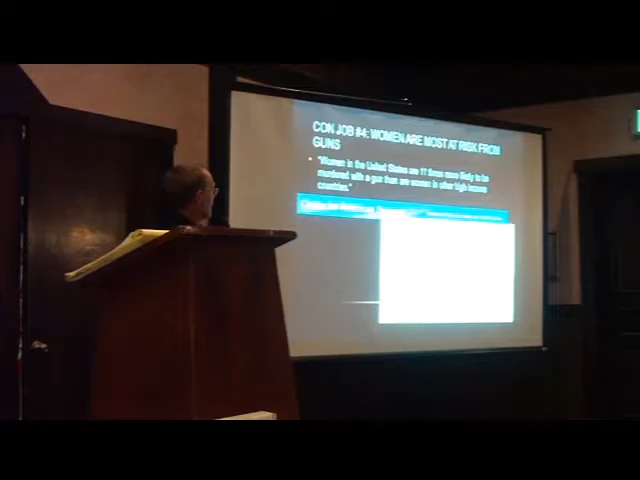 CON JOB #4: WOMEN ARE MOST AT RISK FROM
GUNS
• "Women in the United States are 11 times more likely to be
murdered with a gun than are women in other high-income
countries."